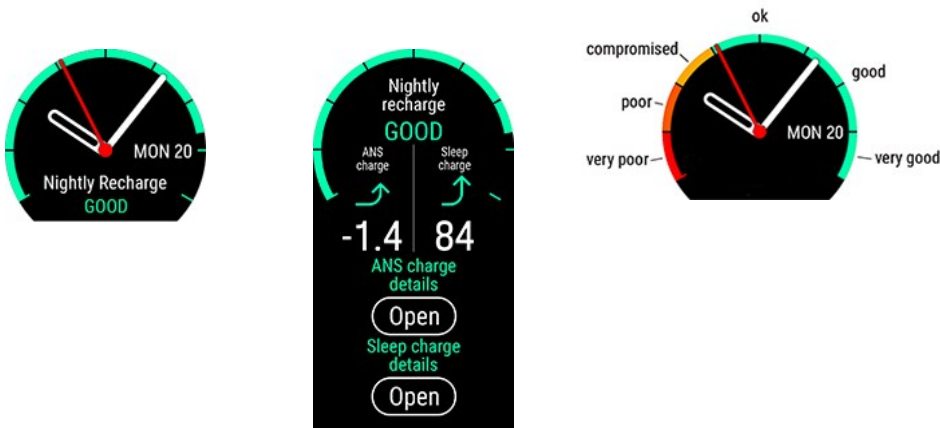 MON 20
Nightly Recharge
GOOD
Nightly
recharge
GOOD
ANS
charge
Sleep
charge
-1.4
84
ANS charge
details
Open
Sleep charge
details
Open
ok
compromised
good
poor
MON 20
very poor
very good